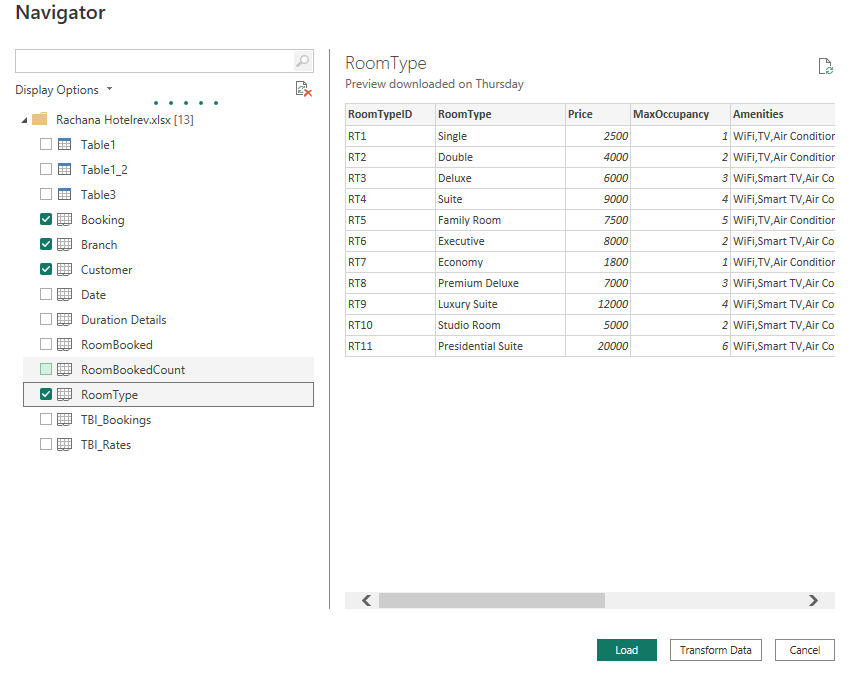 Navigator
Display Options
Rachana Hotelrev.xlsx [13]
Table1
Table1_2
Table3
Booking
Branch
Customer
Date
Duration Details
RoomBooked
RoomBookedCount
RoomType
TBl_Bookings
TBl_Rates
RoomType
Preview downloaded on Thursday
RoomTypeID RoomType Price MaxOccupancy Amenities
RT1 Single 2500 1 WiFi,TV,Air Condition
RT2 Double 4000 2 WiFi,TV,Air Condition
RT3 Deluxe 6000 3 WiFi,Smart TV,Air Co
RT4 Suite 9000 4 WiFi,Smart TV,Air Co
RT5 Family Room 7500 5 WiFi,TV,Air Condition
RT6 Executive 8000 2 WiFi,Smart TV,Air Co
RT7 Economy 1800 1 WiFi,TV,Air Condition
RT8 Premium Deluxe 7000 3 WiFi,Smart TV,Air Co
RT9 Luxury Suite 12000 4 WiFi,Smart TV,Air Co
RT10 Studio Room 5000 2 WiFi,Smart TV,Air Co
RT11 Presidential Suite 20000 6 WiFi,Smart TV,Air Co
Load Transform Data Cancel